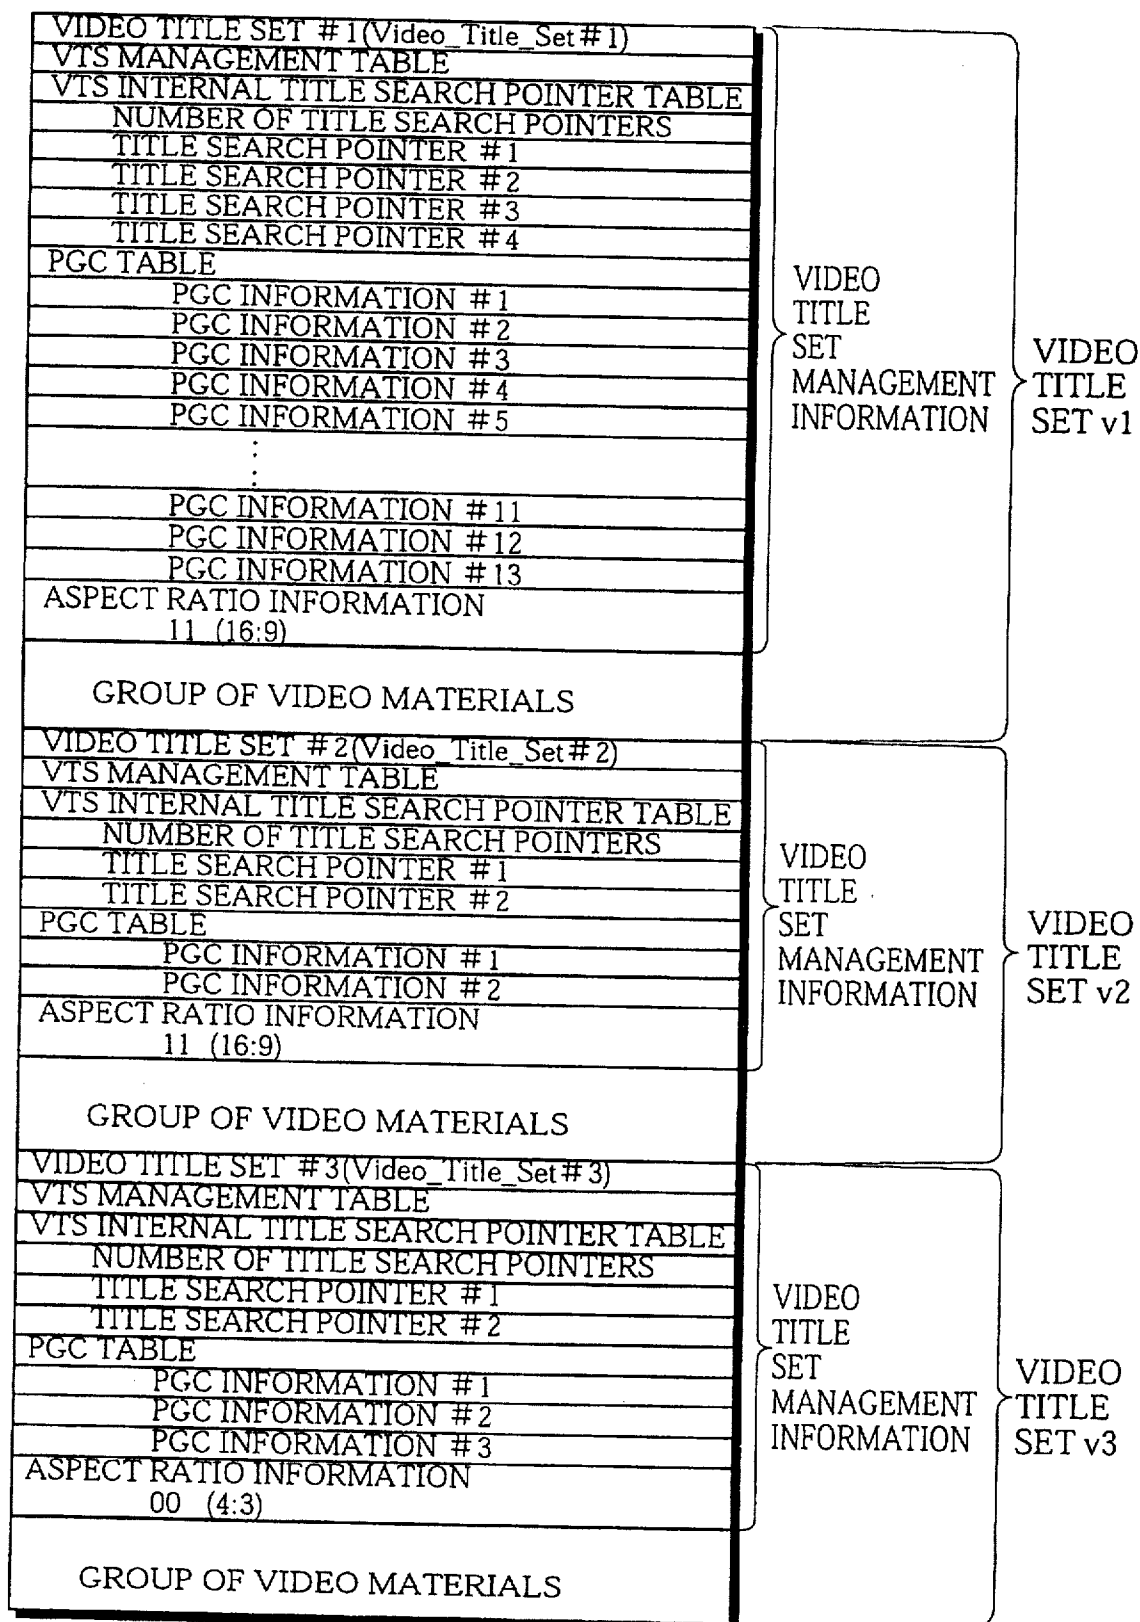 VIDEO TITLE SET #1(Video_Title_Set#1)
VTS MANAGEMENT TABLE
VTS INTERNAL TITLE SEARCH POINTER TABLE
NUMBER OF TITLE SEARCH POINTERS
TITLE SEARCH POINTER #1
TITLE SEARCH POINTER #2
TITLE SEARCH POINTER #3
TITLE SEARCH POINTER #4
PGC TABLE
PGC INFORMATION #1
PGC INFORMATION #2
PGC INFORMATION #3
PGC INFORMATION #4
PGC INFORMATION #5
⋮
PGC INFORMATION #11
PGC INFORMATION #12
PGC INFORMATION #13
ASPECT RATIO INFORMATION
11 (16:9)
GROUP OF VIDEO MATERIALS
VIDEO
TITLE
SET
MANAGEMENT
INFORMATION
VIDEO
TITLE
SET v1
VIDEO TITLE SET #2(Video_Title_Set#2)
VTS MANAGEMENT TABLE
VTS INTERNAL TITLE SEARCH POINTER TABLE
NUMBER OF TITLE SEARCH POINTERS
TITLE SEARCH POINTER #1
TITLE SEARCH POINTER #2
PGC TABLE
PGC INFORMATION #1
PGC INFORMATION #2
ASPECT RATIO INFORMATION
11 (16:9)
GROUP OF VIDEO MATERIALS
VIDEO
TITLE
SET
MANAGEMENT
INFORMATION
VIDEO
TITLE
SET v2
VIDEO TITLE SET #3(Video_Title_Set#3)
VTS MANAGEMENT TABLE
VTS INTERNAL TITLE SEARCH POINTER TABLE
NUMBER OF TITLE SEARCH POINTERS
TITLE SEARCH POINTER #1
TITLE SEARCH POINTER #2
PGC TABLE
PGC INFORMATION #1
PGC INFORMATION #2
PGC INFORMATION #3
ASPECT RATIO INFORMATION
00 (4:3)
GROUP OF VIDEO MATERIALS
VIDEO
TITLE
SET
MANAGEMENT
INFORMATION
VIDEO
TITLE
SET v3